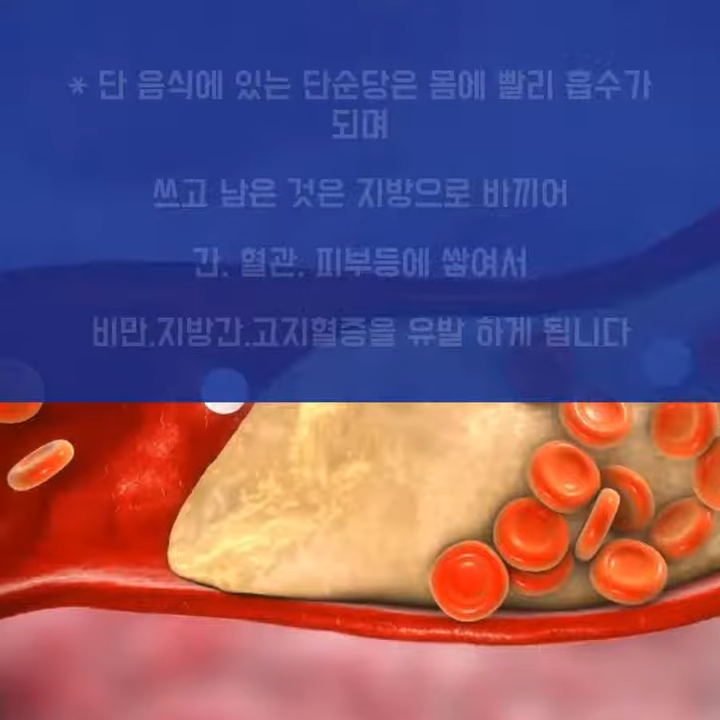 * 단 음식에 있는 단순당은 몸에 빨리 흡수가
되며
쓰고 남은 것은 지방으로 바끼어
간. 혈관. 피부등에 쌓여서
비만.지방간.고지혈증을 유발 하게 됩니다